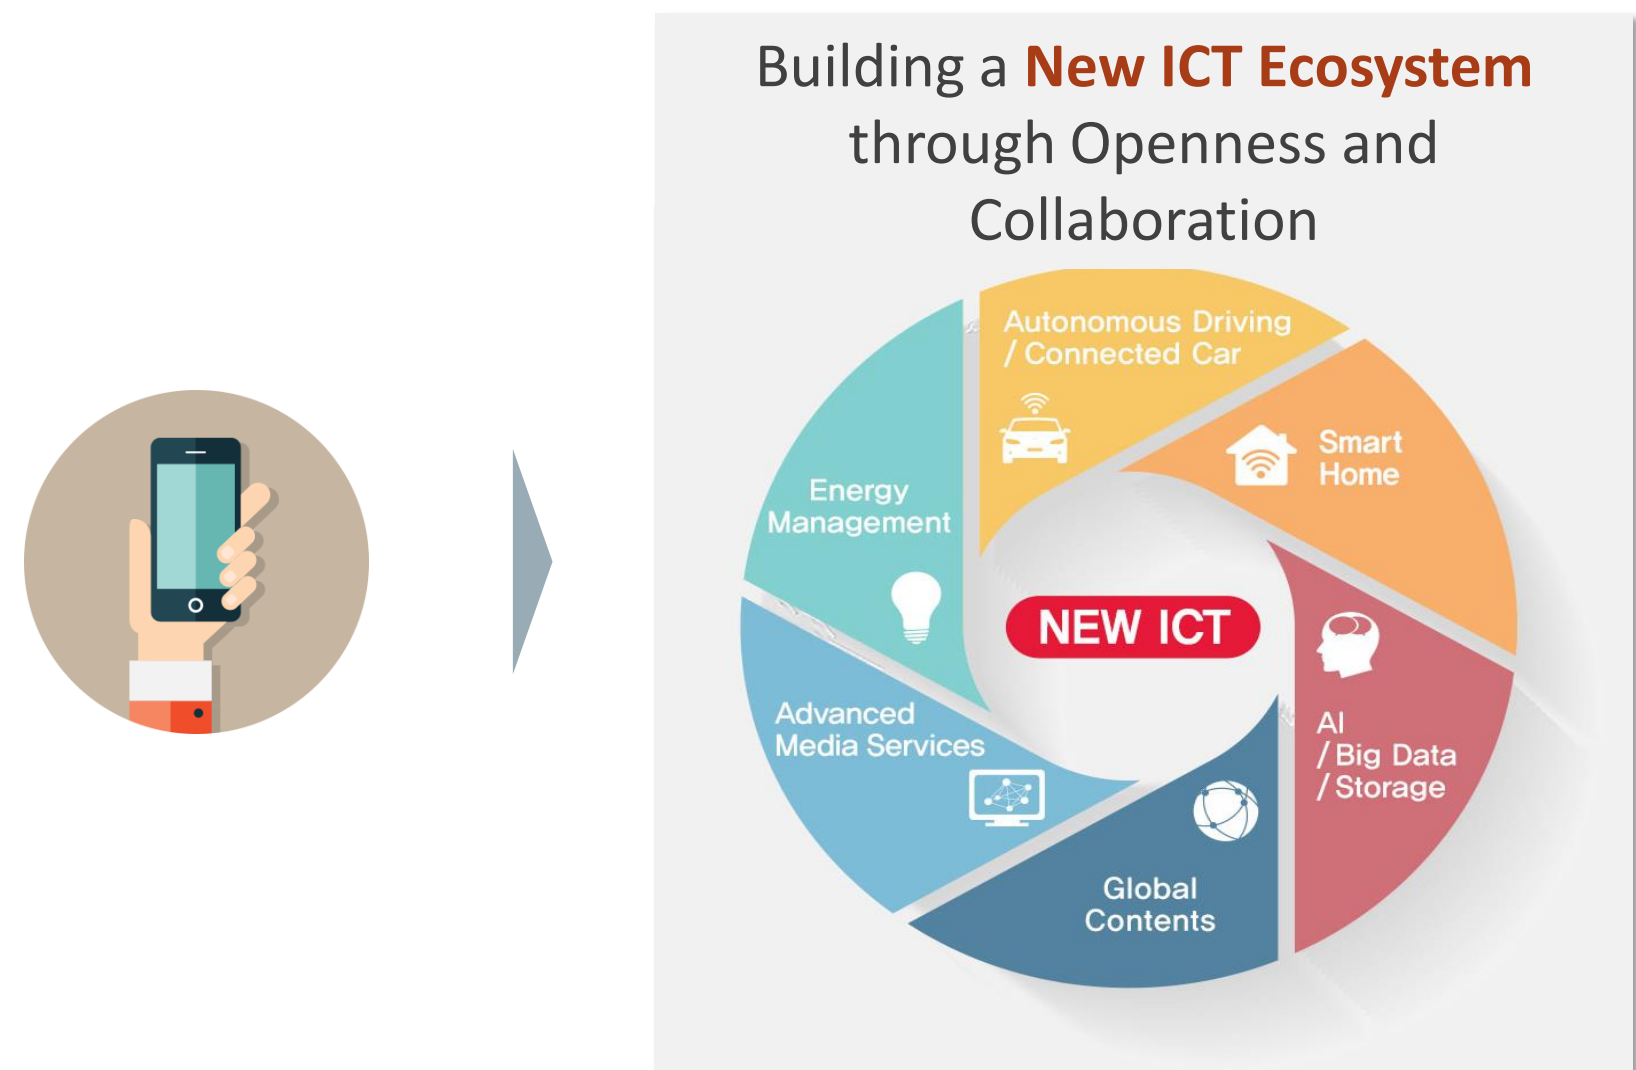 Building a New ICT Ecosystem
through Openness and
Collaboration
Autonomous Driving
/ Connected Car
Smart
Home
Energy
Management
NEW ICT
AI
/ Big Data
/ Storage
Advanced
Media Services
Global
Contents